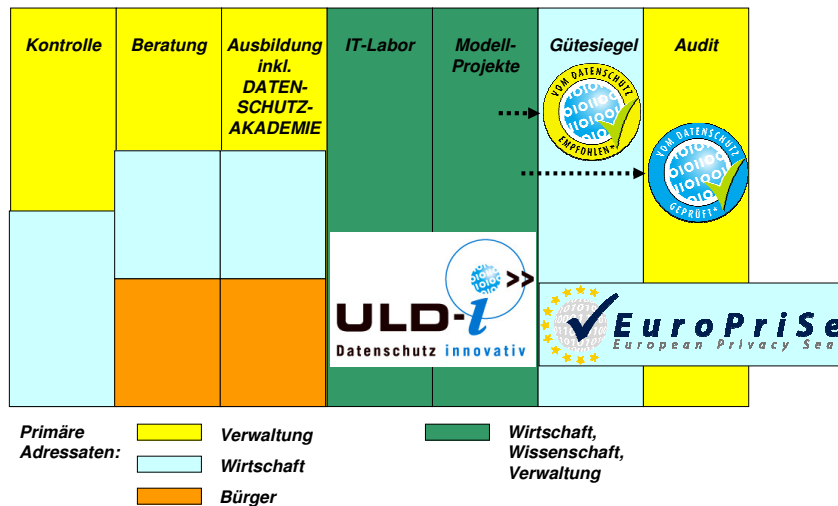 Kontrolle
Beratung
Ausbildung
inkl.
DATEN-
SCHUTZ-
AKADEMIE
IT-Labor
Modell-
Projekte
Gütesiegel
Audit
VOM DATENSCHUTZ
EMPFOHLEN
VOM DATENSCHUTZ
GEPRÜFT
ULD-i
Datenschutz innovativ
EuroPriSe
European Privacy Sea
Primäre
Adressaten:
Verwaltung
Wirtschaft
Bürger
Wirtschaft,
Wissenschaft,
Verwaltung